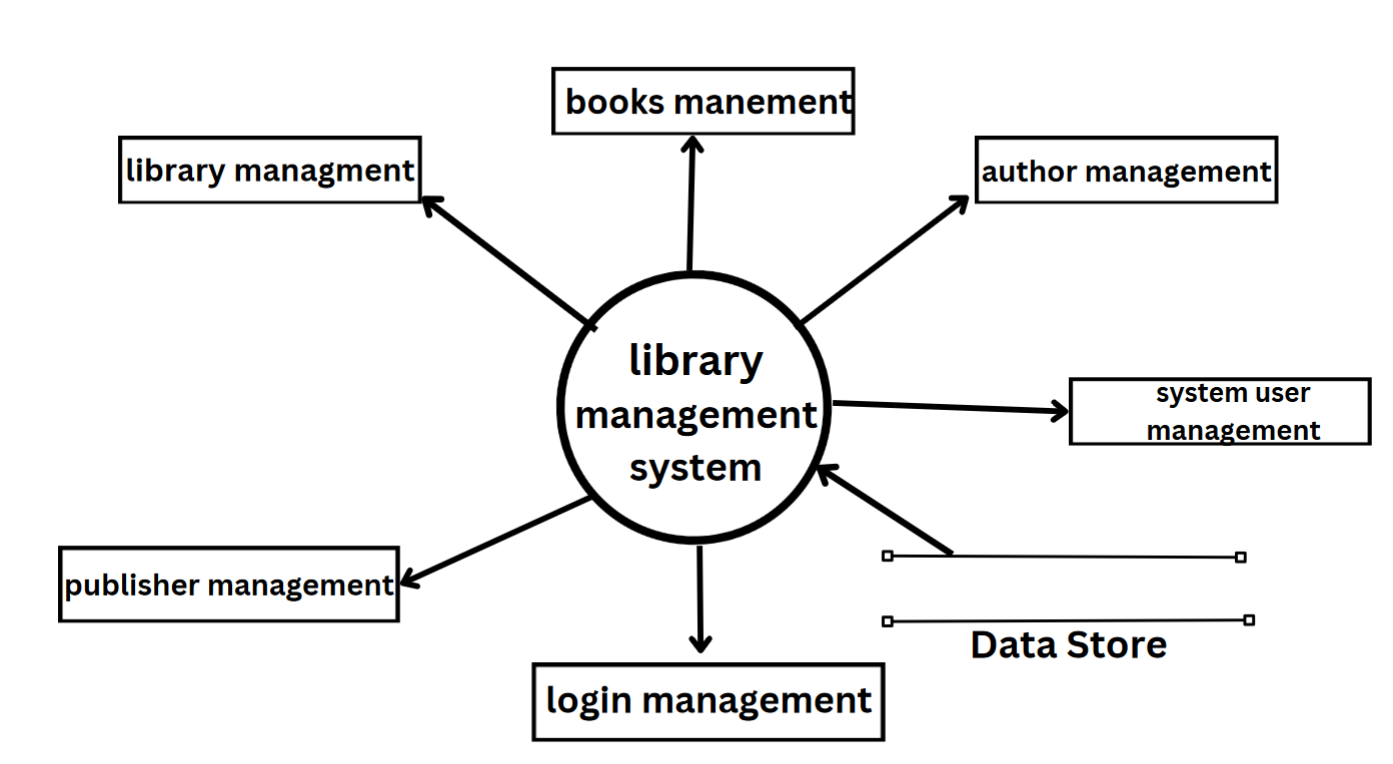 books manement
library managment
author management
library
management
system
system user
management
publisher management
Data Store
login management